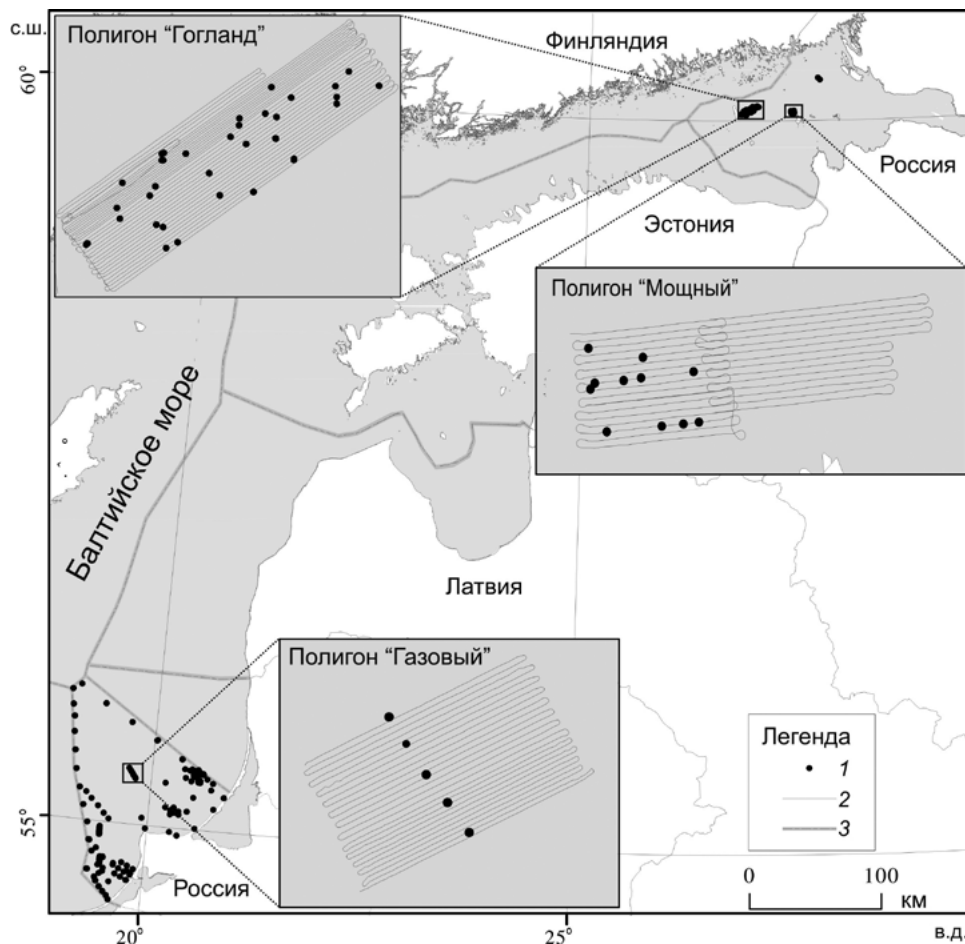 с.ш.
60°
Полигон “Гогланд”
Финляндия
Россия
Эстония
Полигон “Мощный”
Балтийское море
Латвия
Полигон “Газовый”
Легенда
1
2
3
55°
Россия
0 100
км
20°
25°
в.д.